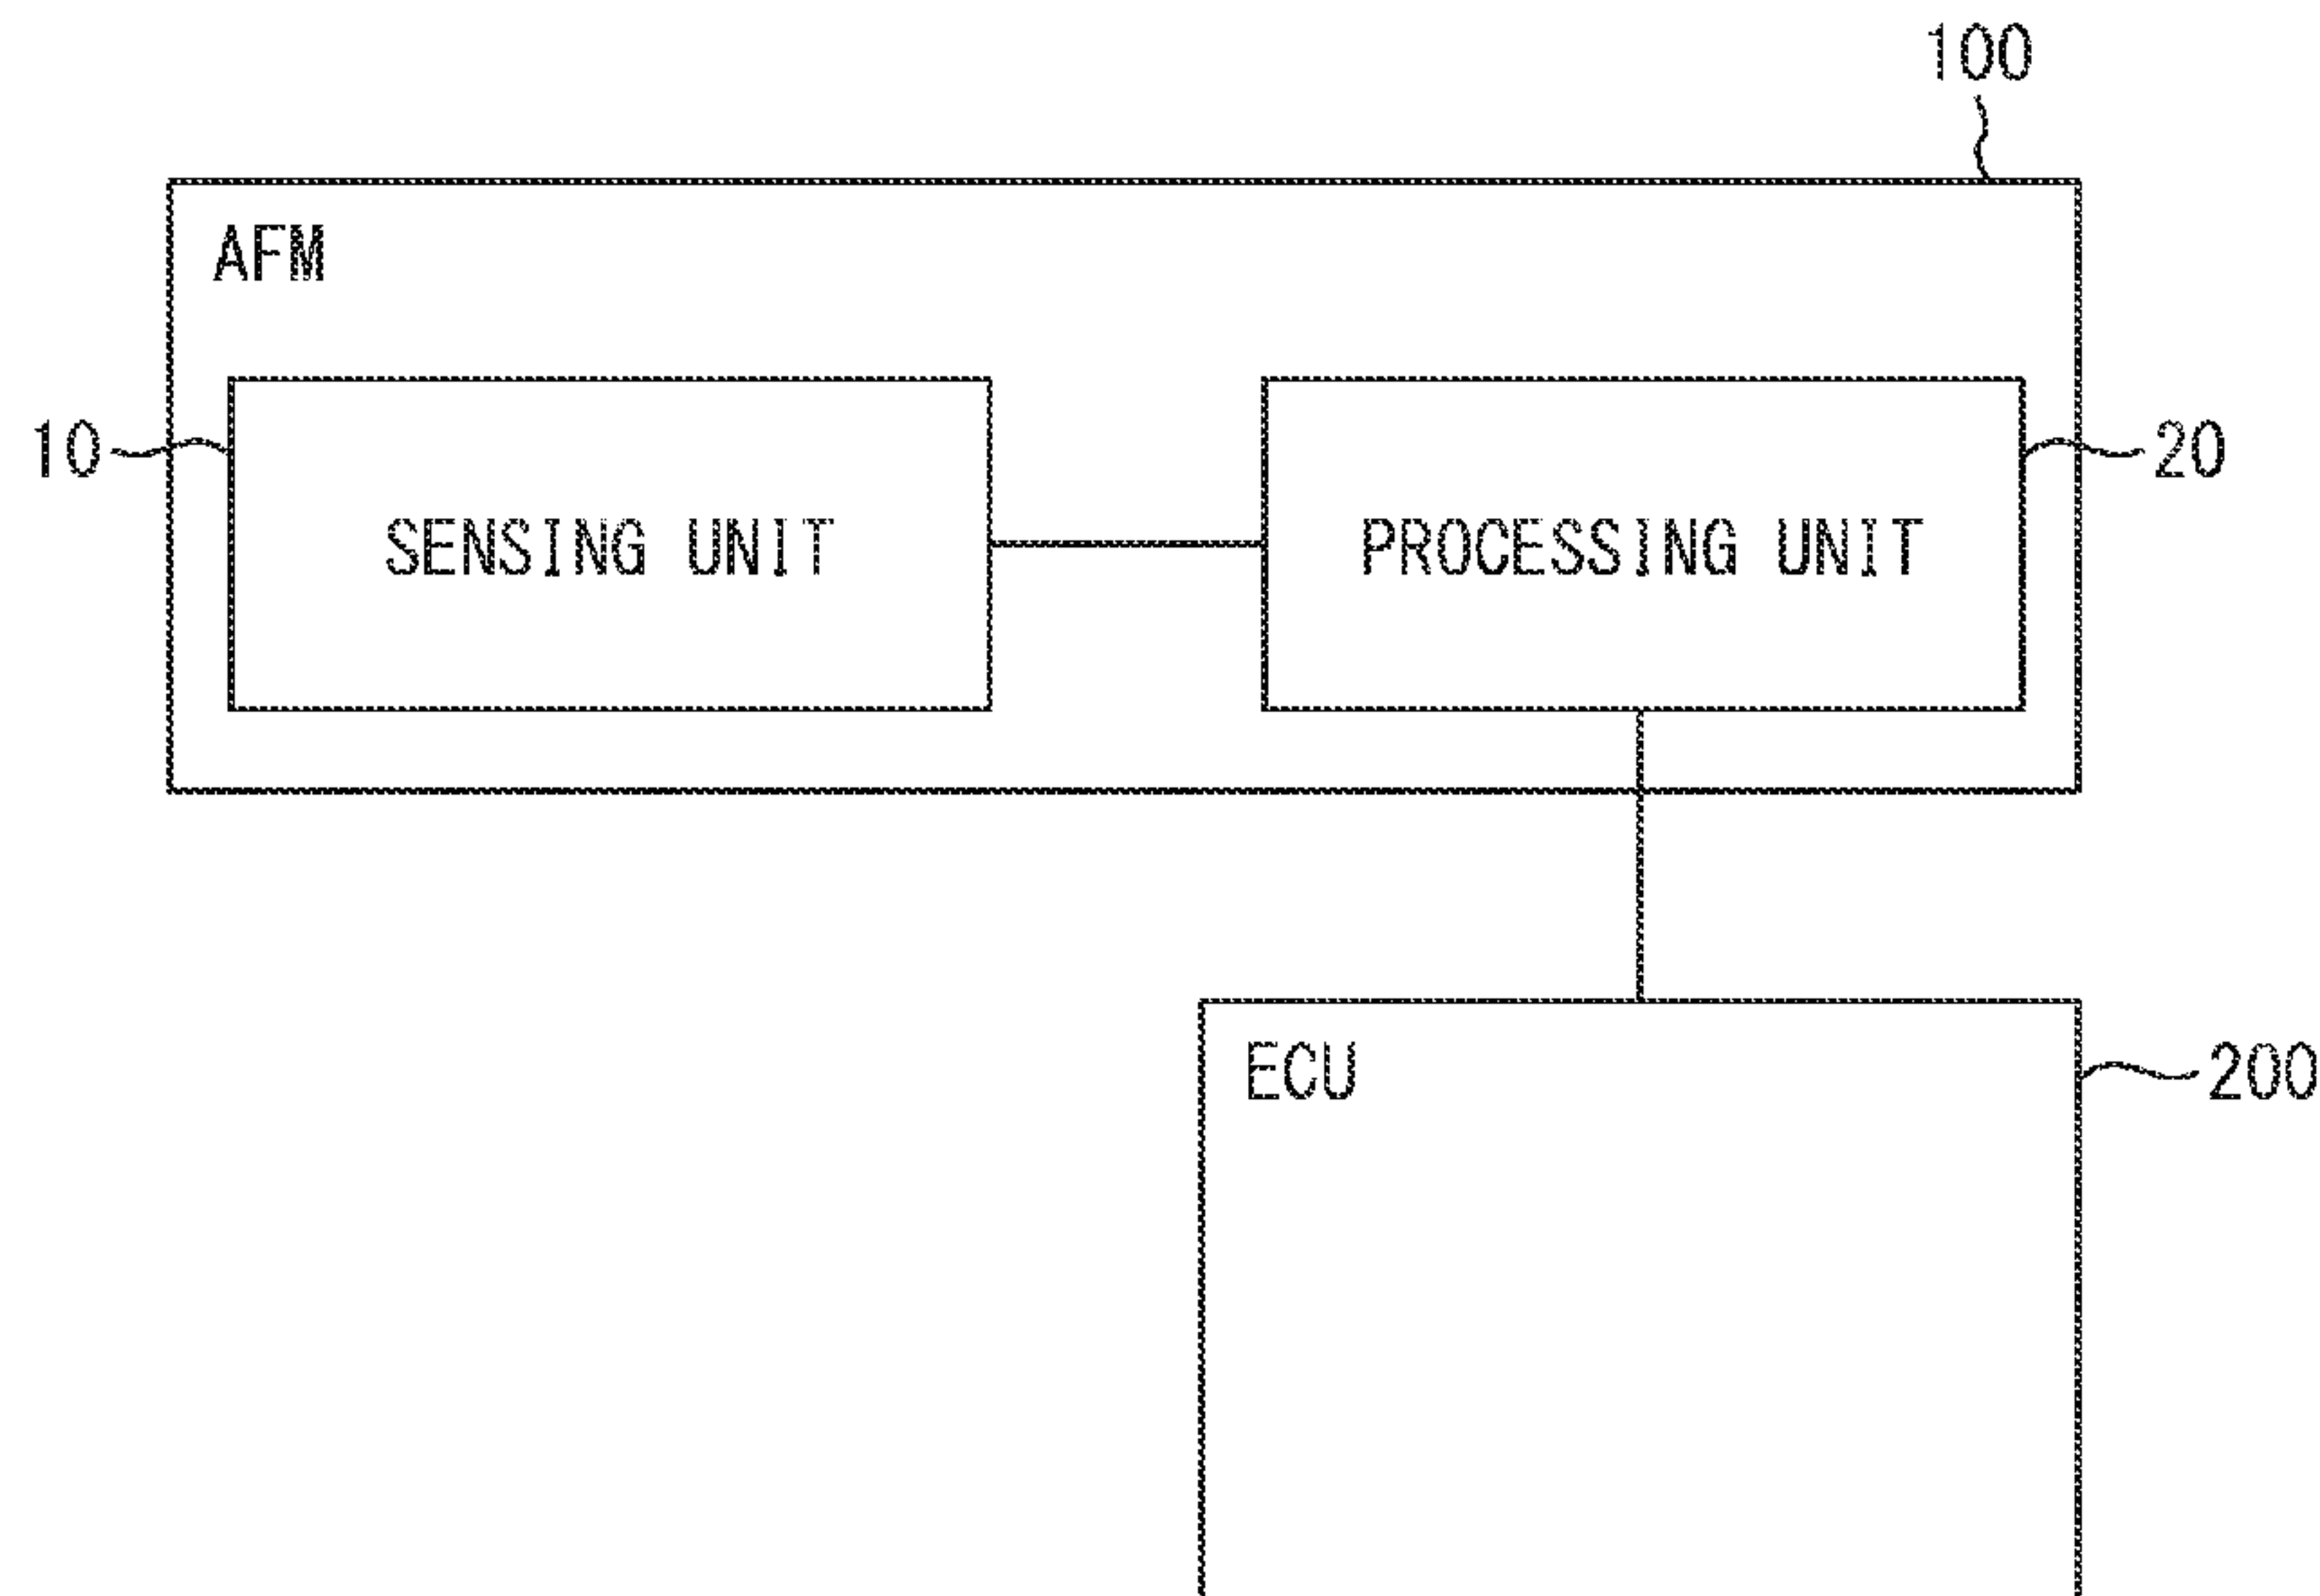 100
AFM
10
20
SENSING UNIT
PROCESSING UNIT
ECU
200